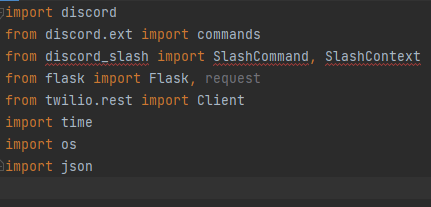 import discord
from discord.ext import commands
from discord_slash import SlashCommand, SlashContext
from flask import Flask, request
from twilio.rest import Client
import time
import os
import json